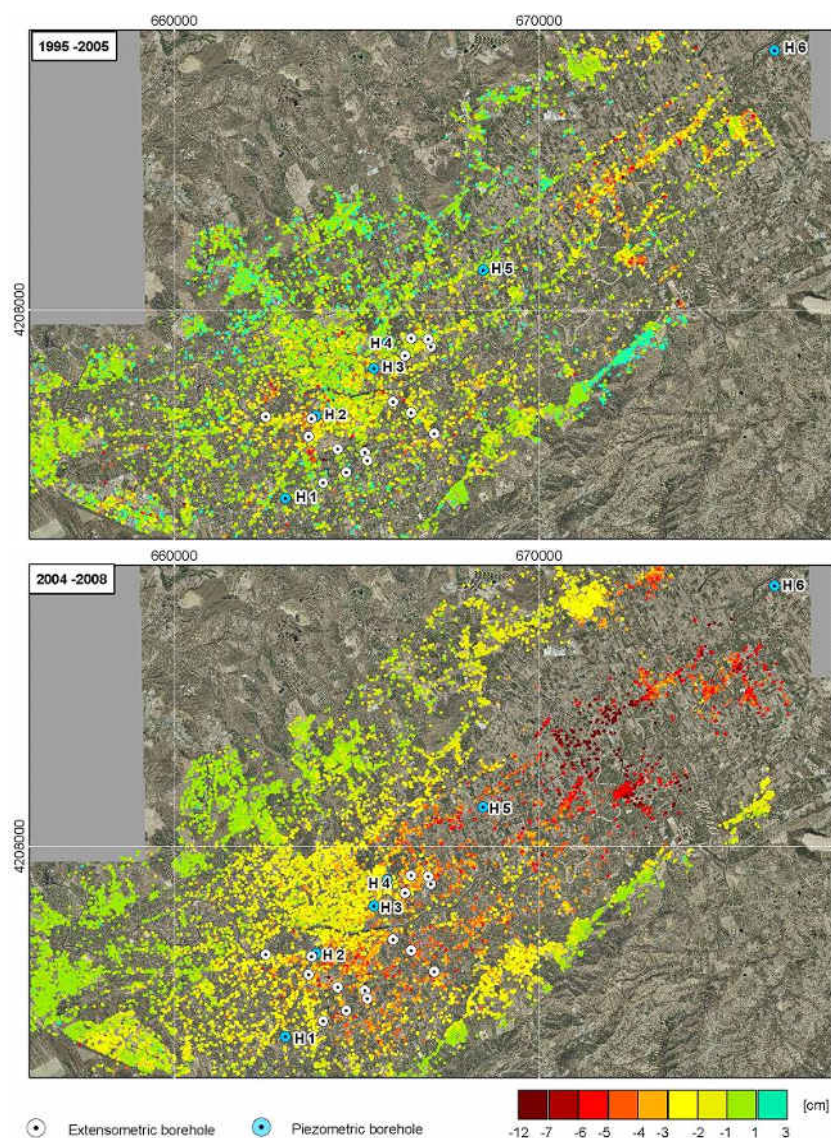 660000 670000
1995 -2005
H 6
H 5
4208000
H 4
H 3
H 2
H 1
660000 670000
2004 -2008
H 6
H 5
4208000
H 4
H 3
H 2
H 1
[cm]
Extensometric borehole Piezometric borehole
-12 -7 -6 -5 -4 -3 -2 -1 1 3